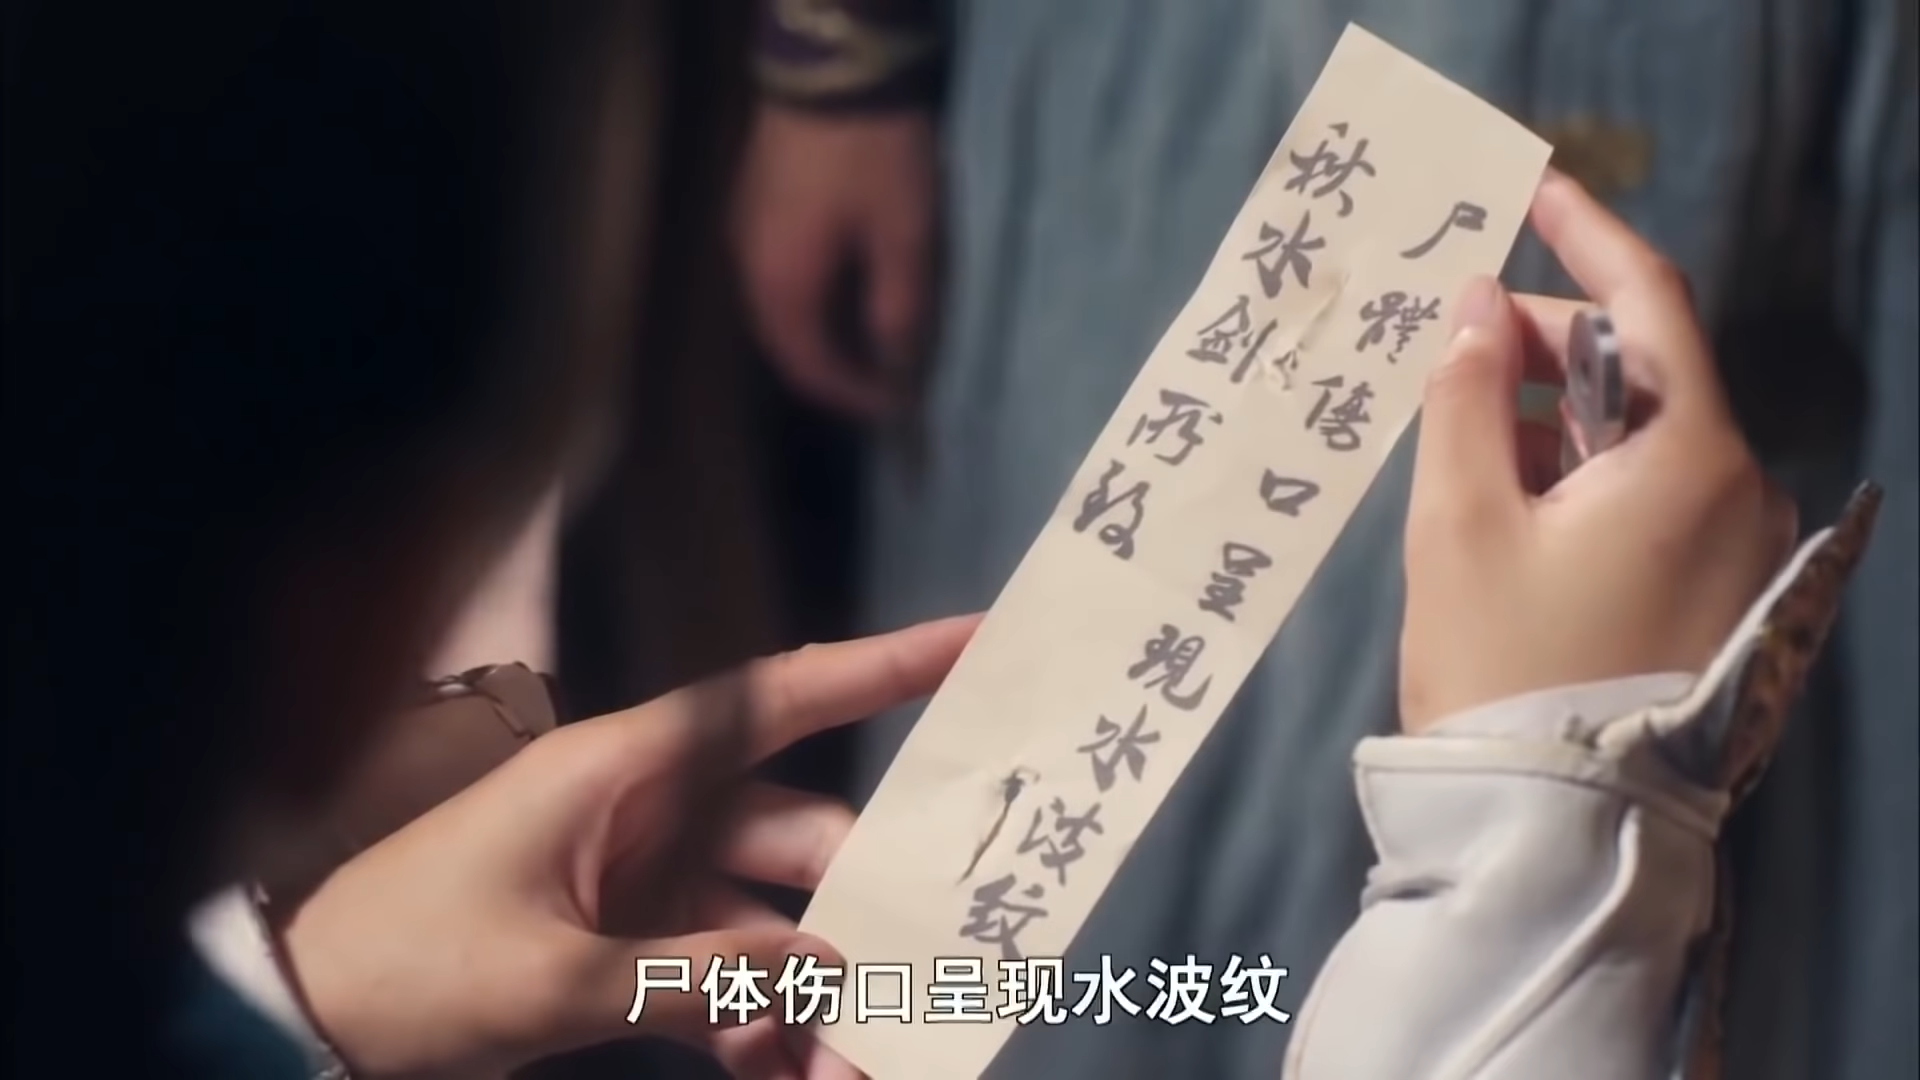 尸體傷口呈現水波紋
秋水劍所致
尸体伤口呈现水波纹